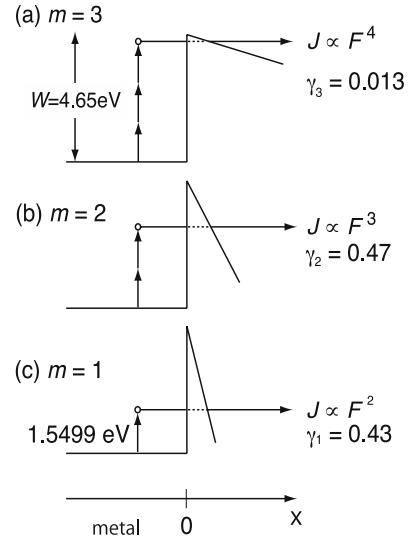 (a) m = 3
J ∝ F⁴
W=4.65eV
γ₃ = 0.013
(b) m = 2
J ∝ F³
γ₂ = 0.47
(c) m = 1
J ∝ F²
1.5499 eV
γ₁ = 0.43
metal 0 x